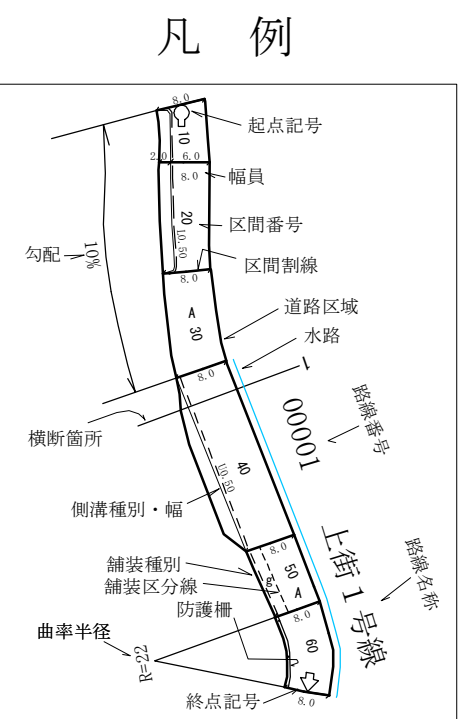 凡 例
8.0
起点記号
10
2.0 6.0
8.0
幅員
20
区間番号
U0.50
勾配
10%
区間割線
8.0
A
30
道路区域
水路
8.0
1
横断箇所
00001
路線番号
40
U0.50
側溝種別・幅
上街1号線
路線名称
8.0
舗装種別
50
g
舗装区分線
A
防護柵
8.0
曲率半径
R=22
60
終点記号
8.0